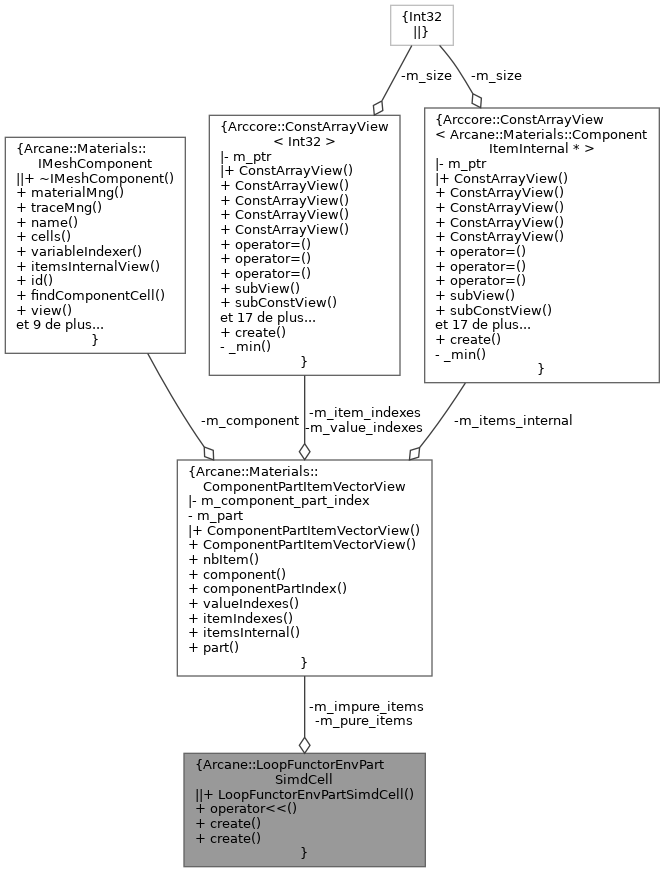 {Int32
||}
-m_size
-m_size
{Arcane::Materials::
IMeshComponent
||+ ~IMeshComponent()
+ materialMng()
+ traceMng()
+ name()
+ cells()
+ variableIndexer()
+ itemsInternalView()
+ id()
+ findComponentCell()
+ view()
et 9 de plus...
}
{Arccore::ConstArrayView
< Int32 >
|- m_ptr
|+ ConstArrayView()
+ ConstArrayView()
+ ConstArrayView()
+ ConstArrayView()
+ ConstArrayView()
+ operator=()
+ operator=()
+ operator=()
+ subView()
+ subConstView()
et 17 de plus...
+ create()
- _min()
}
{Arccore::ConstArrayView
< Arcane::Materials::Component
ItemInternal * >
|- m_ptr
|+ ConstArrayView()
+ ConstArrayView()
+ ConstArrayView()
+ ConstArrayView()
+ ConstArrayView()
+ operator=()
+ operator=()
+ operator=()
+ subView()
+ subConstView()
et 17 de plus...
+ create()
- _min()
}
-m_component
-m_item_indexes
-m_value_indexes
-m_items_internal
{Arcane::Materials::
ComponentPartItemVectorView
|- m_component_part_index
- m_part
|+ ComponentPartItemVectorView()
+ ComponentPartItemVectorView()
+ nbItem()
+ component()
+ componentPartIndex()
+ valueIndexes()
+ itemIndexes()
+ itemsInternal()
+ part()
}
-m_impure_items
-m_pure_items
{Arcane::LoopFunctorEnvPart
SimdCell
||+ LoopFunctorEnvPartSimdCell()
+ operator<<()
+ create()
+ create()
}